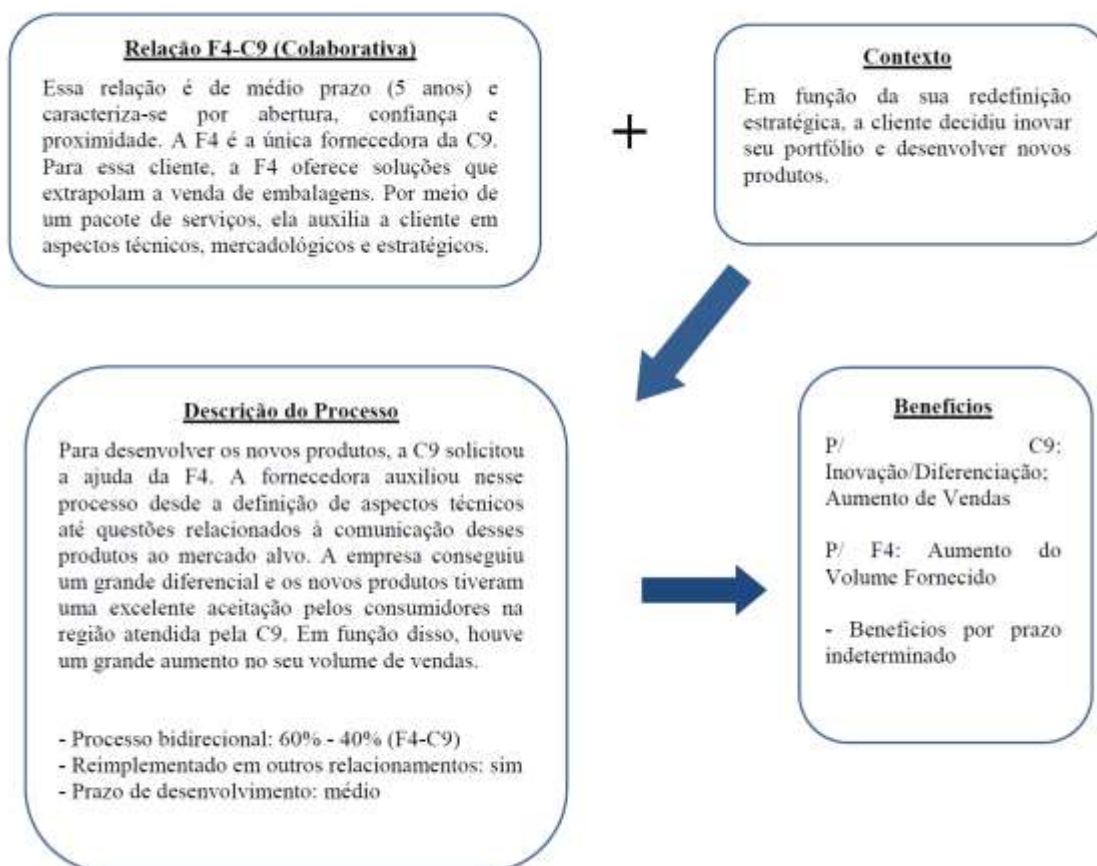 Relação F4-C9 (Colaborativa)
Essa relação é de médio prazo (5 anos) e
caracteriza-se por abertura, confiança e
proximidade. A F4 é a única fornecedora da C9.
Para essa cliente, a F4 oferece soluções que
extrapolam a venda de embalagens. Por meio de
um pacote de serviços, ela auxilia a cliente em
aspectos técnicos, mercadológicos e estratégicos.
+
Contexto
Em função da sua redefinição
estratégica, a cliente decidiu inovar
seu portfólio e desenvolver novos
produtos.
Descrição do Processo
Para desenvolver os novos produtos, a C9 solicitou
a ajuda da F4. A fornecedora auxiliou nesse
processo desde a definição de aspectos técnicos
até questões relacionados à comunicação desses
produtos ao mercado alvo. A empresa conseguiu
um grande diferencial e os novos produtos tiveram
uma excelente aceitação pelos consumidores na
região atendida pela C9. Em função disso, houve
um grande aumento no seu volume de vendas.
- Processo bidirecional: 60% - 40% (F4-C9)
- Reimplementado em outros relacionamentos: sim
- Prazo de desenvolvimento: médio
Benefícios
P/ C9:
Inovação/Diferenciação;
Aumento de Vendas
P/ F4: Aumento do
Volume Fornecido
- Benefícios por prazo
indeterminado